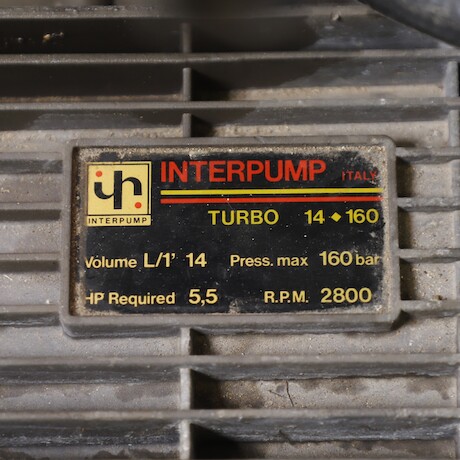 INTERPUMP ITALY
INTERPUMP
TURBO 14◆160
Volume L/1' 14 Press. max 160 bar
HP Required 5,5 R.P.M. 2800